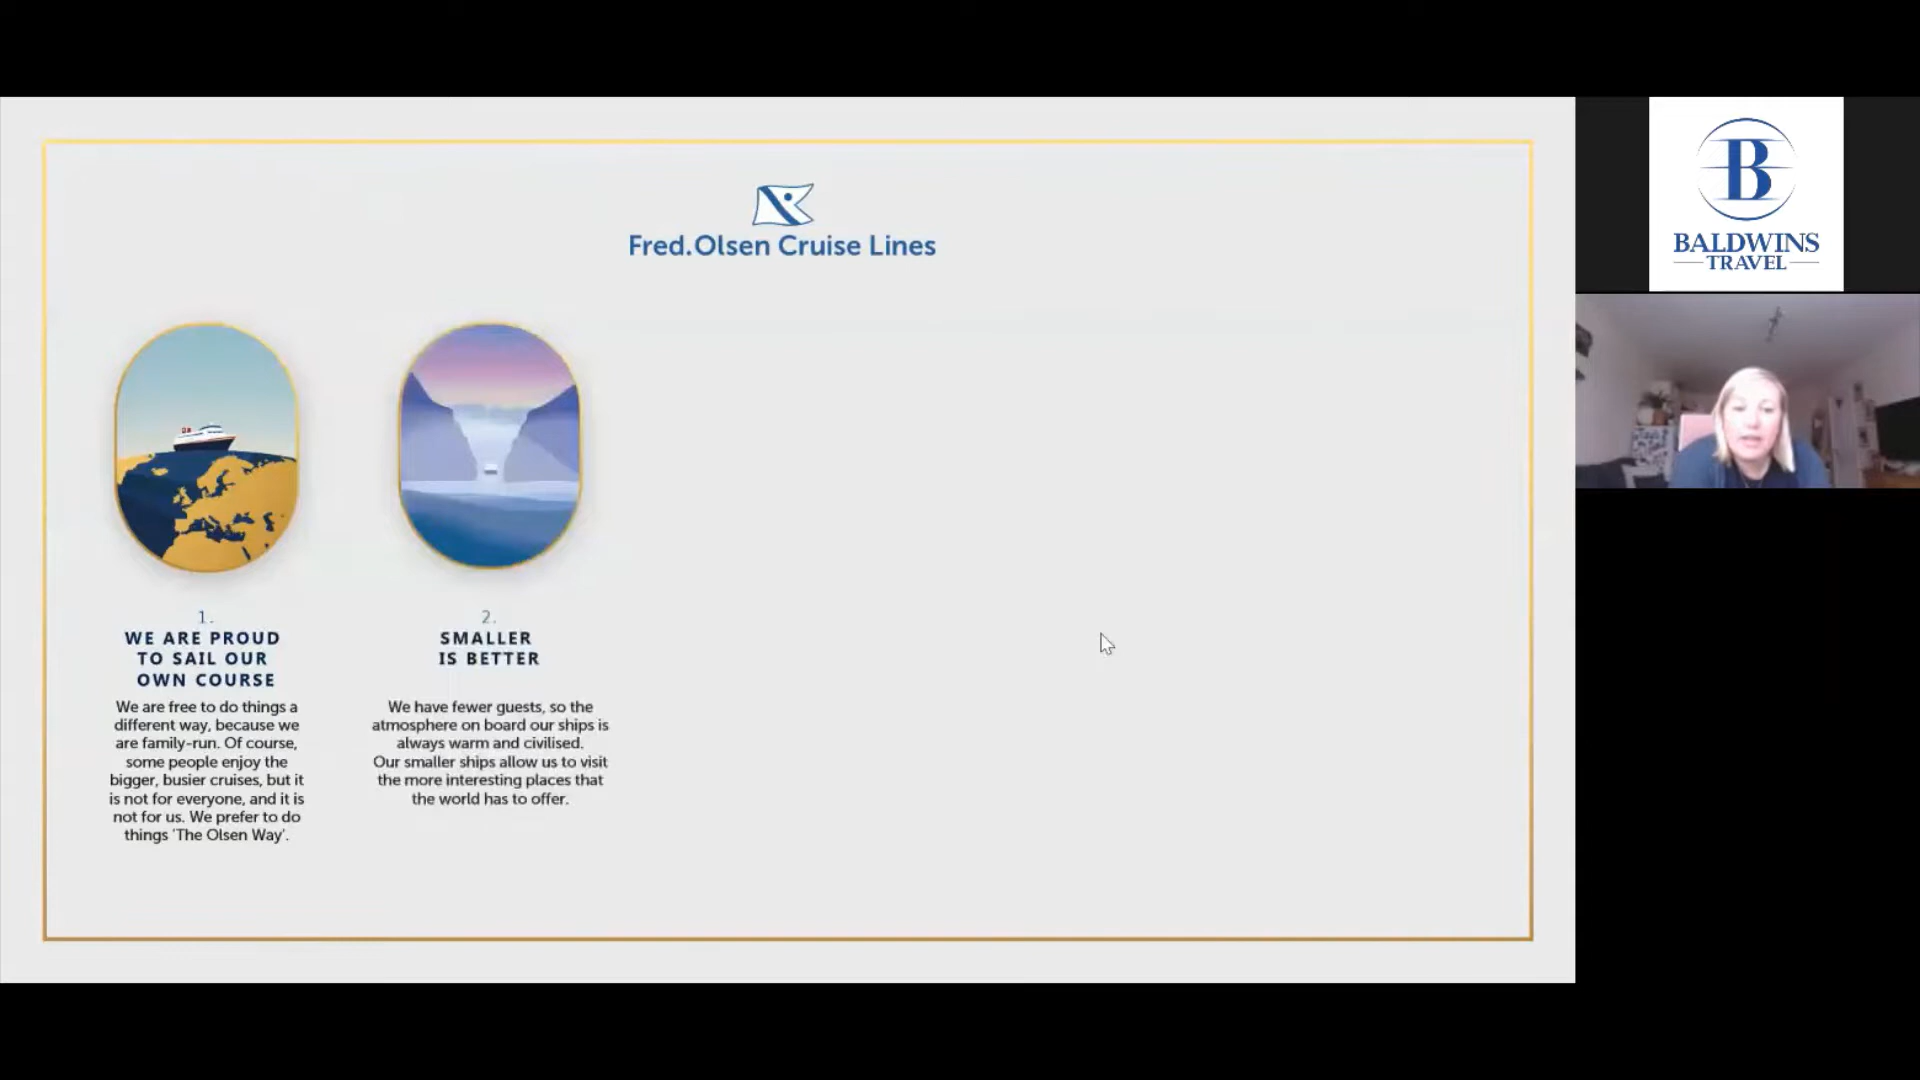 Fred.Olsen Cruise Lines
1.
WE ARE PROUD
TO SAIL OUR
OWN COURSE
We are free to do things a
different way, because we
are family-run. Of course,
some people enjoy the
bigger, busier cruises, but it
is not for everyone, and it is
not for us. We prefer to do
things 'The Olsen Way'.
2.
SMALLER
IS BETTER
We have fewer guests, so the
atmosphere on board our ships is
always warm and civilised.
Our smaller ships allow us to visit
the more interesting places that
the world has to offer.
B
BALDWINS
TRAVEL